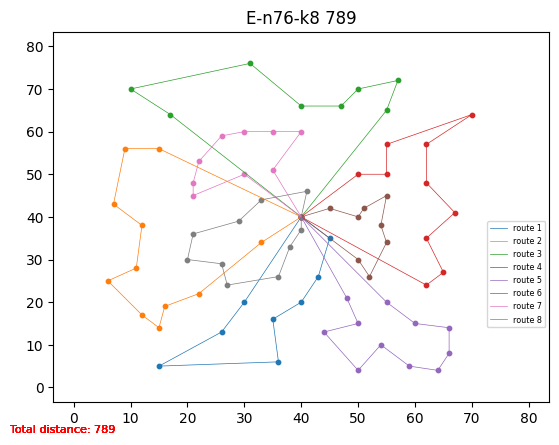 E-n76-k8 789
80
70
60
50
40
30
20
10
0
route 1
route 2
route 3
route 4
route 5
route 6
route 7
route 8
0 10 20 30 40 50 60 70 80
Total distance: 789